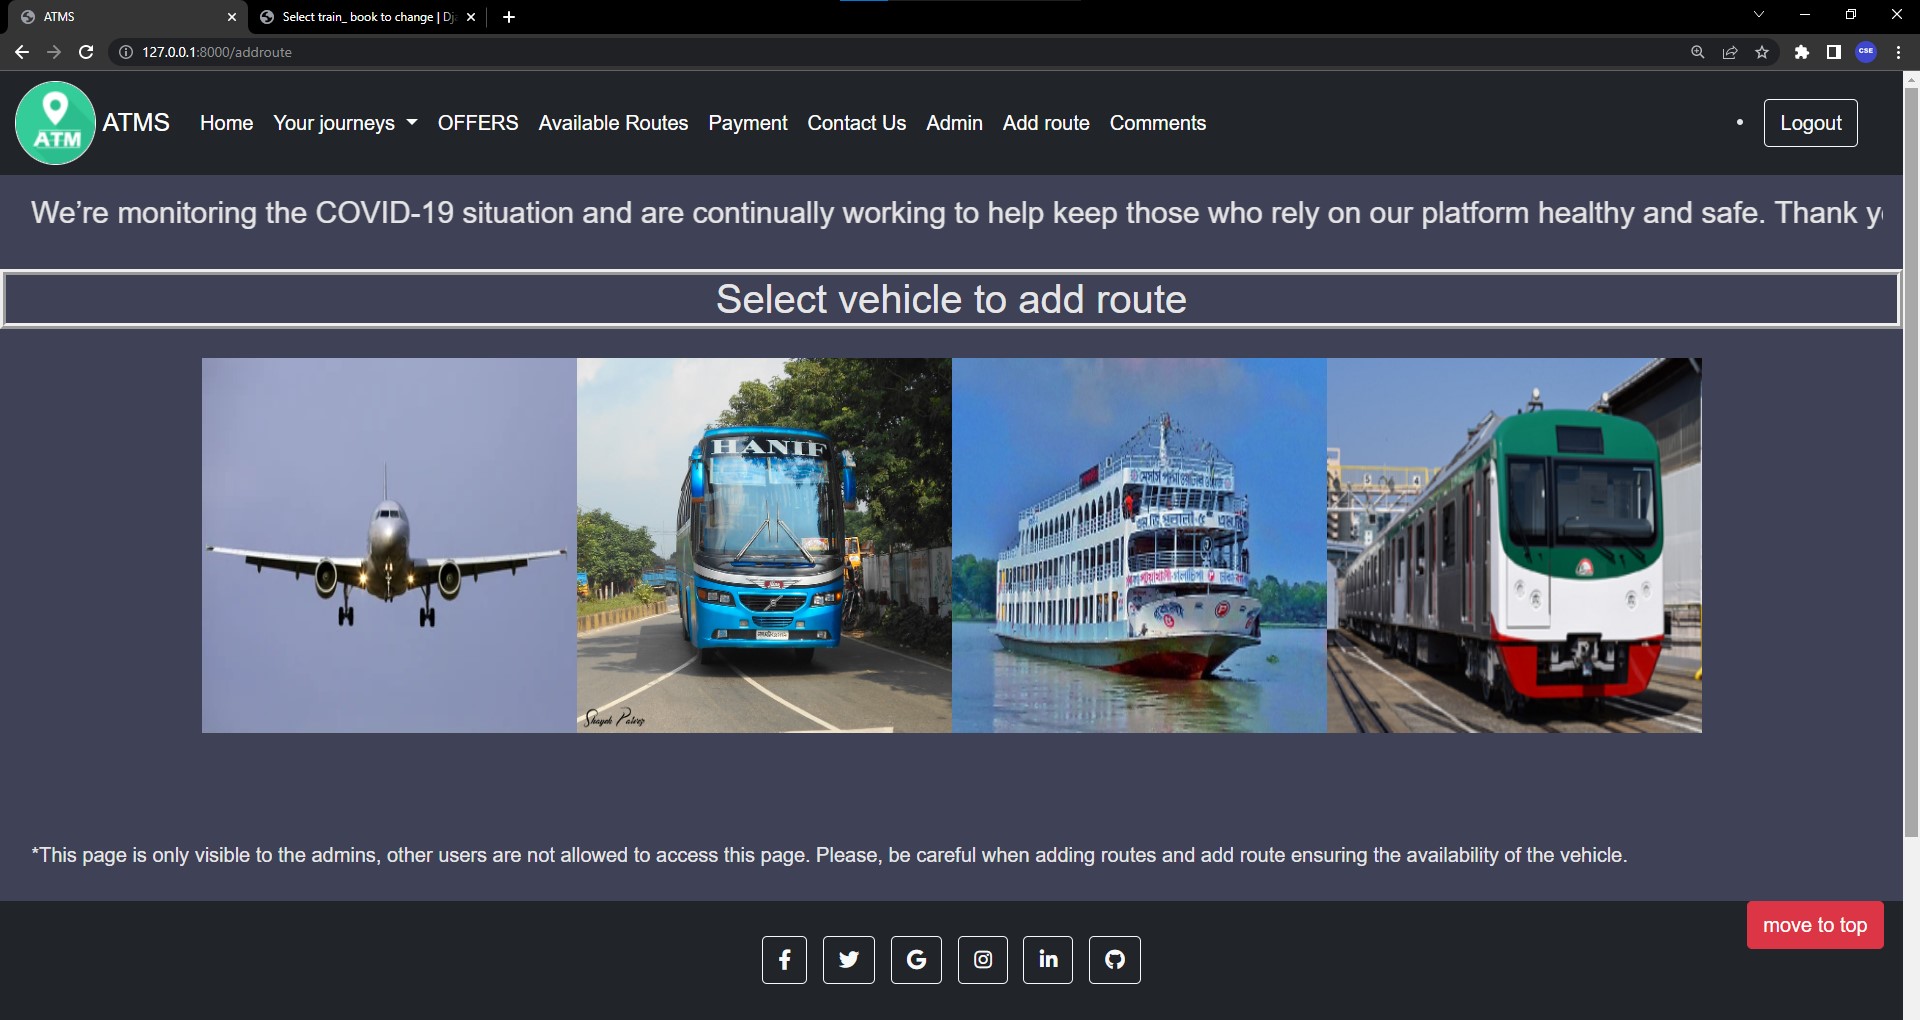 ATMS
Select train_ book to change | Dj
127.0.0.1:8000/addroute
CSE
ATM
ATMS
Home
Your journeys
OFFERS
Available Routes
Payment
Contact Us
Admin
Add route
Comments
Logout
We’re monitoring the COVID-19 situation and are continually working to help keep those who rely on our platform healthy and safe. Thank y
Select vehicle to add route
HANIF
Shayek Palvez
*This page is only visible to the admins, other users are not allowed to access this page. Please, be careful when adding routes and add route ensuring the availability of the vehicle.
move to top